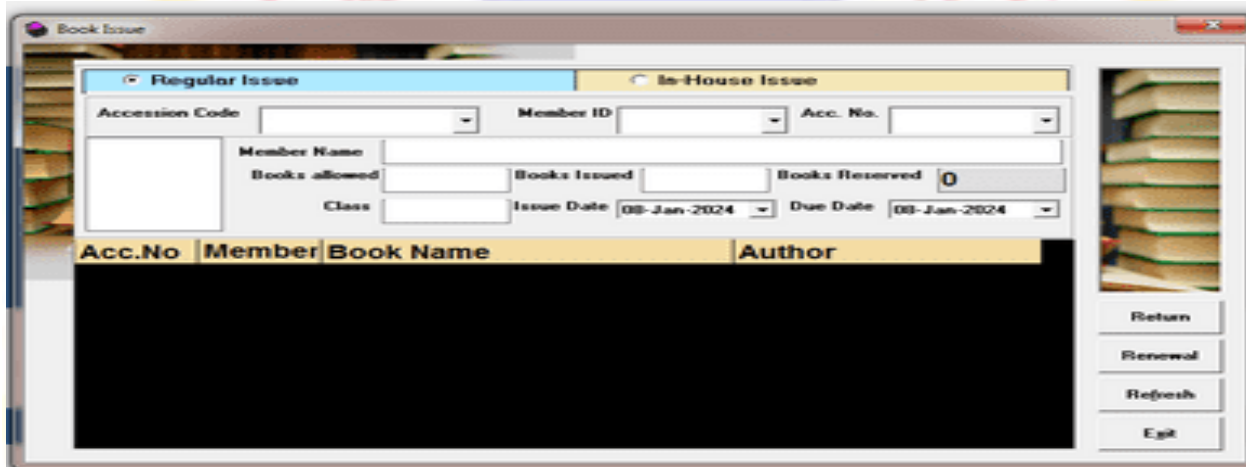 Book Issue
Regular Issue In-House Issue
Accession Code Member ID Acc. No.
Member Name
Books allowed Books Issued Books Reserved 0
Class Issue Date 08-Jan-2024 Due Date 08-Jan-2024
Acc.No Member Book Name Author
Return
Renewal
Refresh
Exit